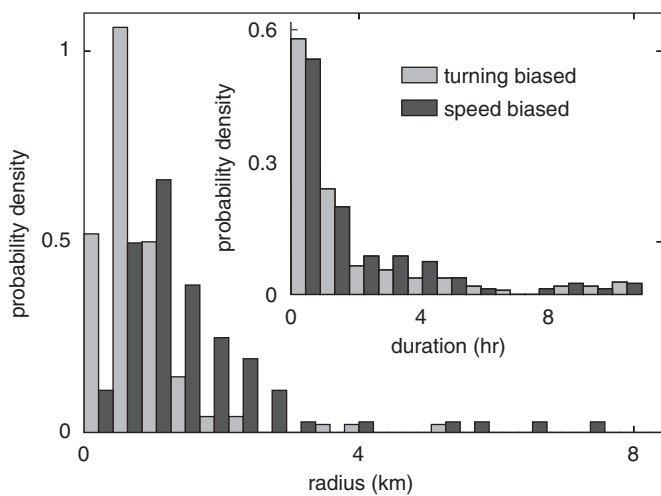 1
0.5
0
probability density
0
4
8
radius (km)
0.6
0.3
0
probability density
0
4
8
duration (hr)
turning biased
speed biased